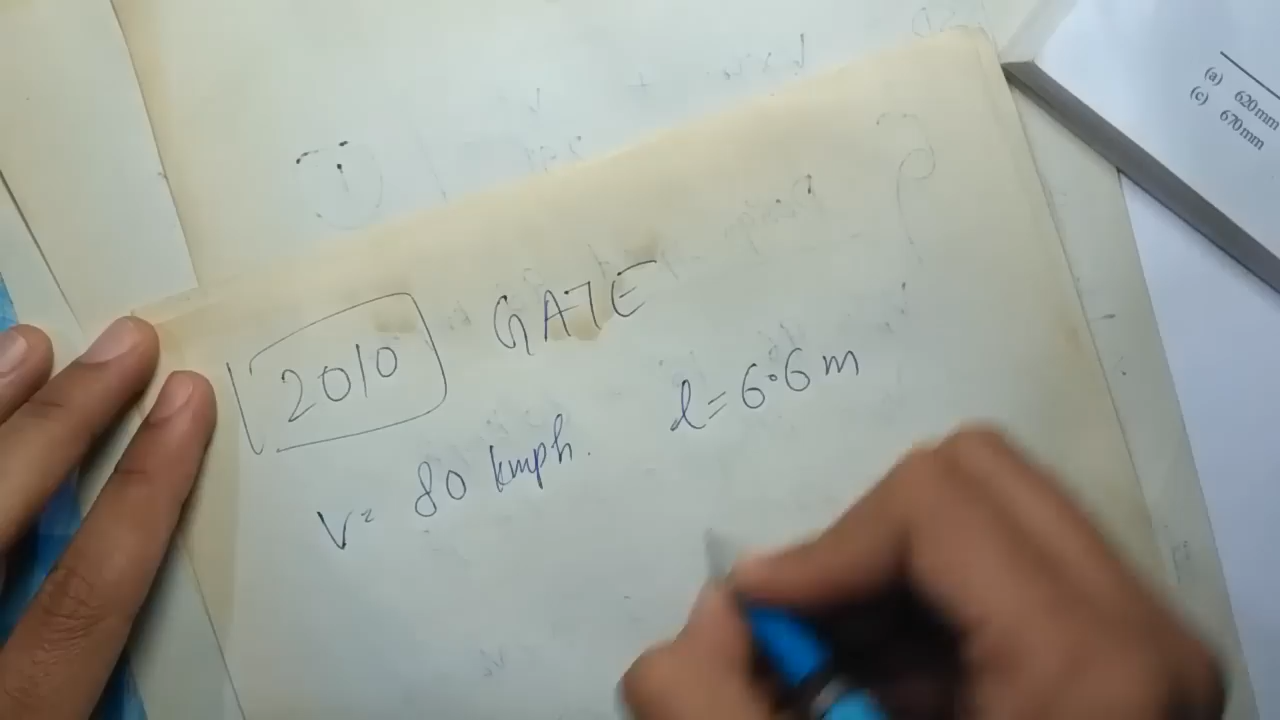 2010 GATE
V = 80 kmph. l = 6.6 m
(a) 620mm
(c) 670mm